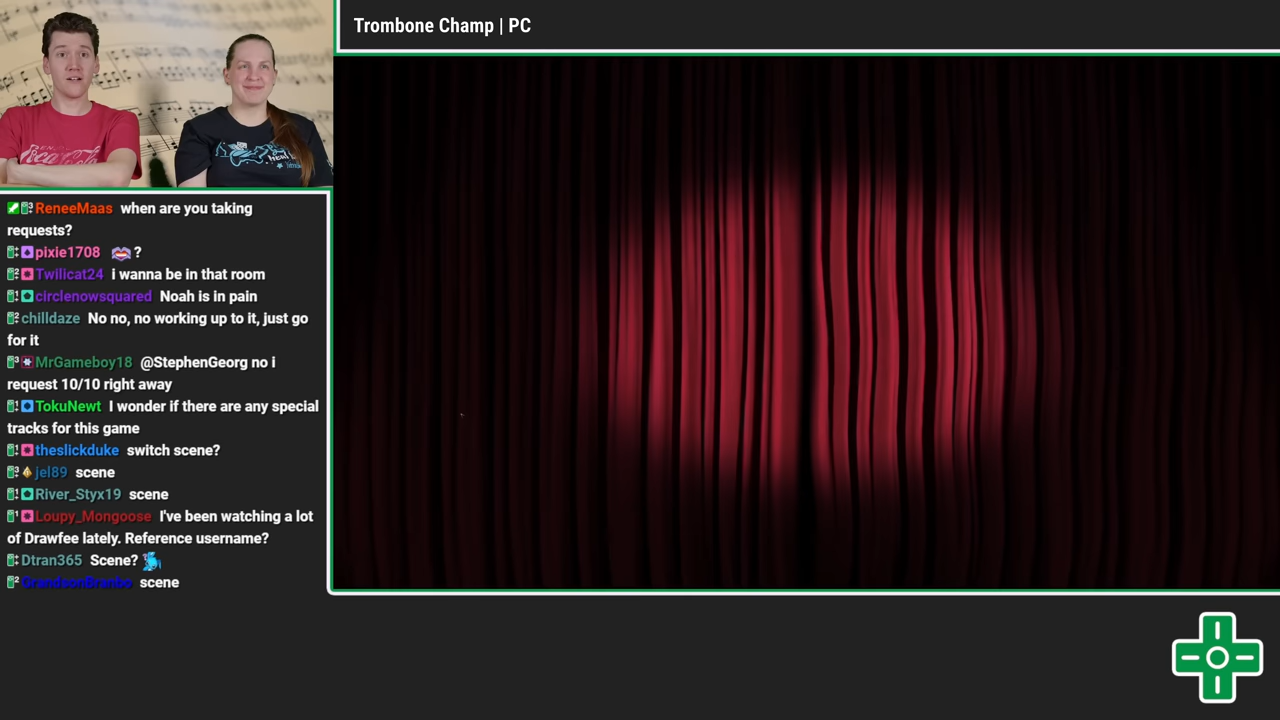 Trombone Champ | PC
ReneeMaas when are you taking
requests?
pixie1708 ?
Twilicat24 i wanna be in that room
circlenowsquared Noah is in pain
chilldaze No no, no working up to it, just go
for it
MrGameboy18 @StephenGeorg no i
request 10/10 right away
TokuNewt I wonder if there are any special
tracks for this game
theslickduke switch scene?
jel89 scene
River_Styx19 scene
Loupy_Mongoose I've been watching a lot
of Drawfee lately. Reference username?
Dtran365 Scene?
GrandsonBranbo scene
Coca-Cola